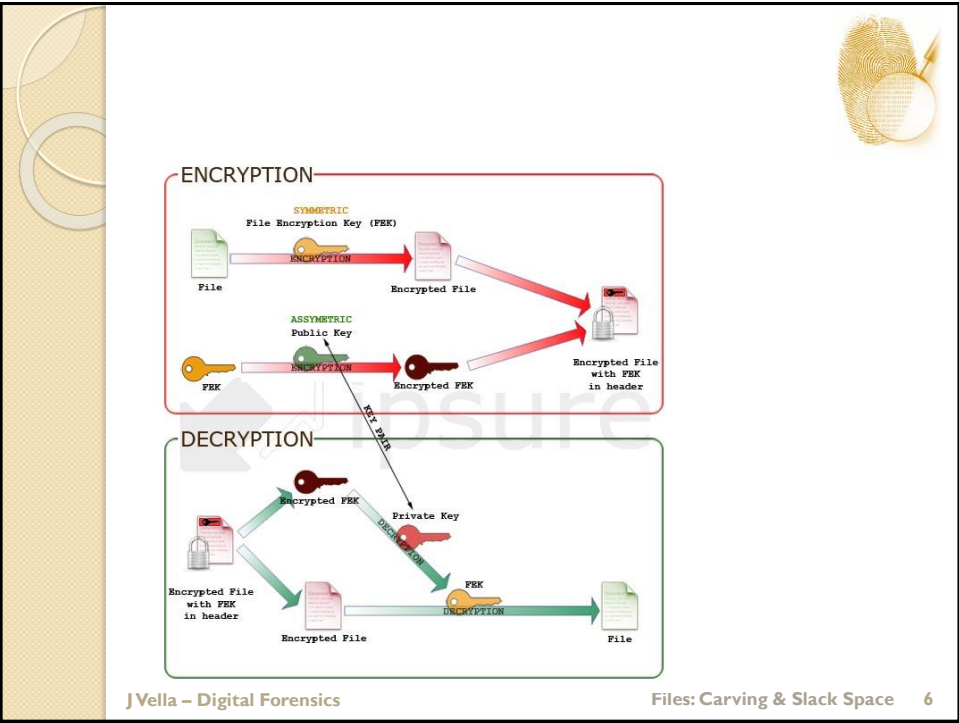 ENCRYPTION
SYMMETRIC
File Encryption Key (FEK)
ENCRYPTION
File
Encrypted File
ASSYMETRIC
Public Key
ENCRYPTION
FEK
Encrypted FEK
Encrypted File
with FEK
in header
KEY PAIR
ipsure
DECRYPTION
Encrypted FEK
Private Key
DECRYPTION
Encrypted File
with FEK
in header
FEK
DECRYPTION
Encrypted File
File
J Vella – Digital Forensics
Files: Carving & Slack Space 6